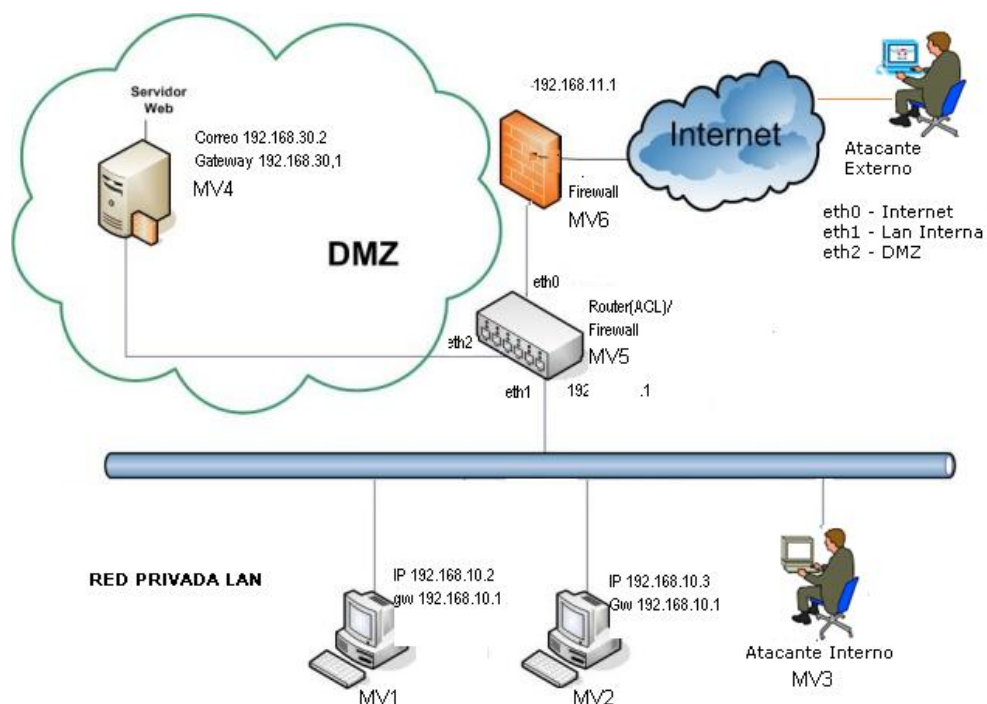 Servidor
Web
Correo 192.168.30.2
Gateway 192.168.30,1
MV4
DMZ
-192.168.11.1
Firewall
MV6
Internet
Atacante
Externo
eth0 - Internet
eth1 - Lan Interna
eth2 - DMZ
eth0
Router(ACL)/
Firewall
MV5
eth2
eth1
192 .1
RED PRIVADA LAN
IP 192.168.10.2
gw 192.168.10.1
MV1
IP 192.168.10.3
Gw 192.168.10.1
MV2
Atacante Interno
MV3